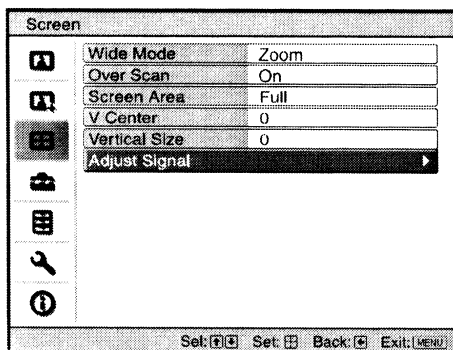 Screen
Wide Mode Zoom
Over Scan On
Screen Area Full
V Center 0
Vertical Size 0
Adjust Signal
Sel: Set: Back: Exit: MENU